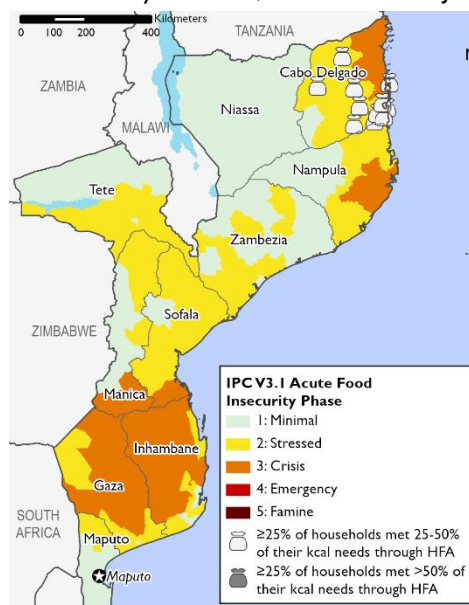 Kilometers
0 100 200 400
TANZANIA
Cabo Delgado
ZAMBIA
Niassa
MALAWI
Nampula
Tete
Zambezia
Sofala
ZIMBABWE
Manica
Inhambane
Gaza
SOUTH
AFRICA
Maputo
Maputo
IPC V3.1 Acute Food
Insecurity Phase
1: Minimal
2: Stressed
3: Crisis
4: Emergency
5: Famine
≥25% of households met 25-50%
of their kcal needs through HFA
≥25% of households met >50% of
their kcal needs through HFA